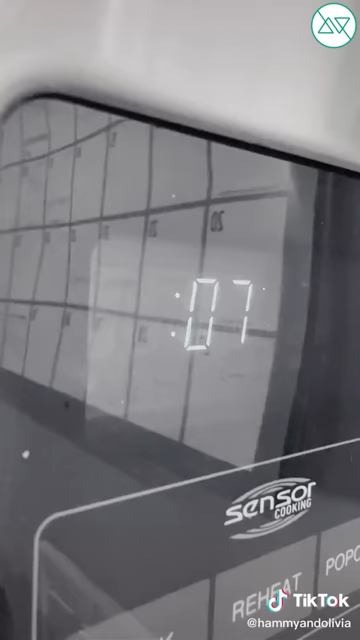 :07
sensor
COOKING
REHEAT
POPC
TikTok
@hammyandolivia